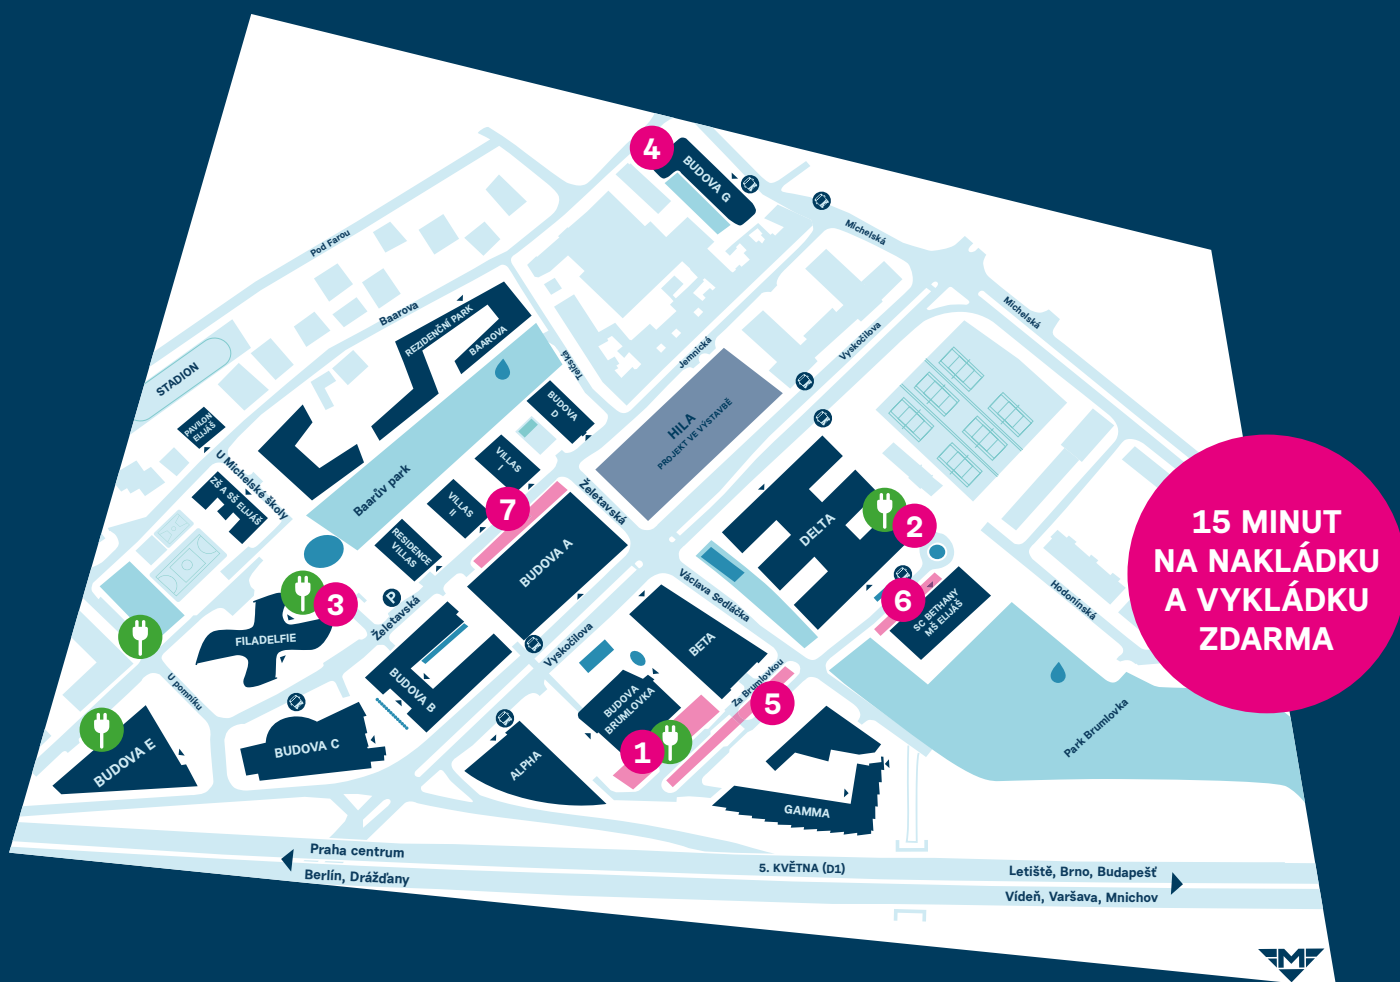 4
BUDOVA G
Michelská
Pod Farou
Baarova
REZIDENČNÍ PARK
BAAROVA
Telčská
Jemnická
Vyskočilova
Michelská
STADION
PAVILON
ELIJÁŠ
U Michelské školy
ZŠ A SŠ ELIJÁŠ
Baarův park
BUDOVA
D
VILLAS
I
VILLAS
II
RESIDENCE
VILLAS
7
HILA
PROJEKT VE VÝSTAVBĚ
Želetavská
BUDOVA A
DELTA
2
15 MINUT
NA NAKLÁDKU
A VYKLÁDKU
ZDARMA
Václava Sedláčka
6
SC BETHANY
MŠ ELIJÁŠ
Hodonínská
3
P
FILADELFIE
Želetavská
Vyskočilova
BETA
U pomníku
BUDOVA B
BUDOVA
BRUMLOVKA
Za Brumlovkou
5
Park Brumlovka
BUDOVA E
BUDOVA C
ALPHA
1
GAMMA
Praha centrum
Berlín, Drážďany
5. KVĚTNA (D1)
Letiště, Brno, Budapešť
Vídeň, Varšava, Mnichov
M